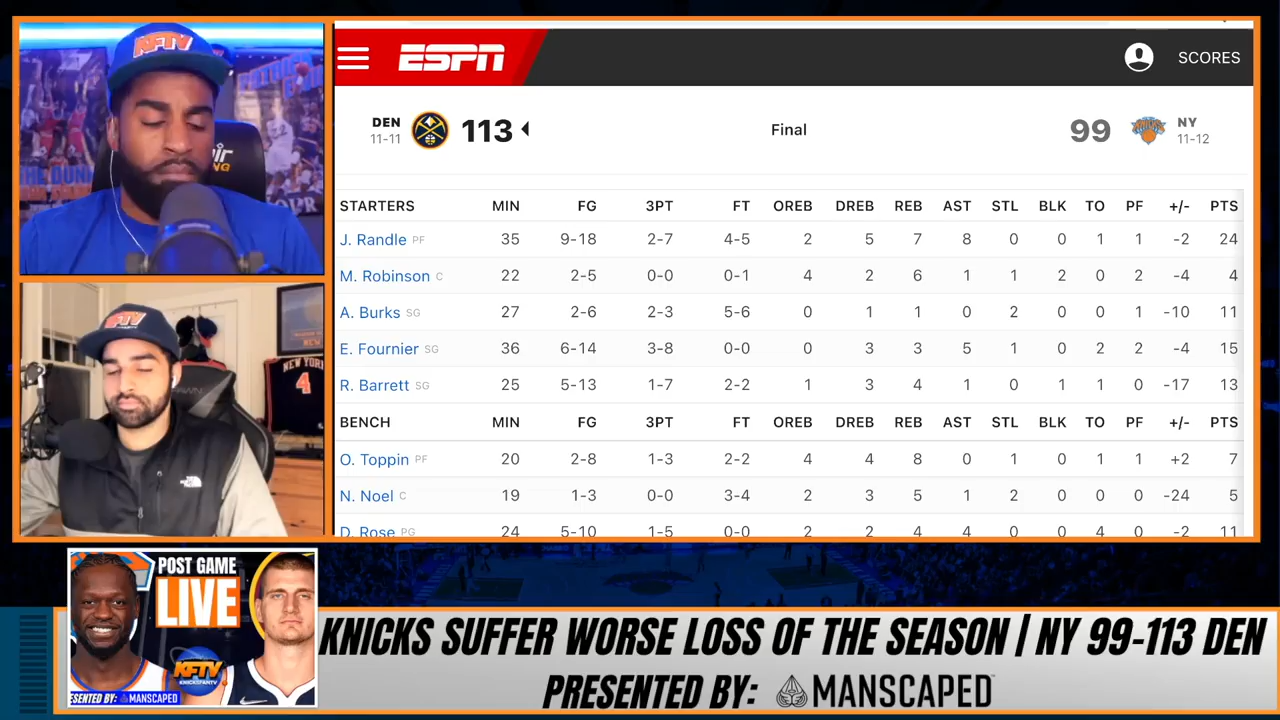 KFTV
ESPN
SCORES
DEN
11-11
113
Final
99
NY
11-12
STARTERS MIN FG 3PT FT OREB DREB REB AST STL BLK TO PF +/- PTS
J. Randle PF 35 9-18 2-7 4-5 2 5 7 8 0 0 1 1 -2 24
M. Robinson C 22 2-5 0-0 0-1 4 2 6 1 1 2 0 2 -4 4
A. Burks SG 27 2-6 2-3 5-6 0 1 1 0 2 0 0 1 -10 11
E. Fournier SG 36 6-14 3-8 0-0 0 3 3 5 1 0 2 2 -4 15
R. Barrett SG 25 5-13 1-7 2-2 1 3 4 1 0 1 1 0 -17 13
BENCH MIN FG 3PT FT OREB DREB REB AST STL BLK TO PF +/- PTS
O. Toppin PF 20 2-8 1-3 2-2 4 4 8 0 1 0 1 1 +2 7
N. Noel C 19 1-3 0-0 3-4 2 3 5 1 2 0 0 0 -24 5
D. Rose PG 24 5-10 1-5 0-0 2 2 4 4 0 0 4 0 -2 11
KFTV
NEW YORK
4
POST GAME
LIVE
KFTV
KNICKSFANTV
ESENTED BY: MANSCAPED
KNICKS SUFFER WORSE LOSS OF THE SEASON | NY 99-113 DEN
PRESENTED BY: MANSCAPED